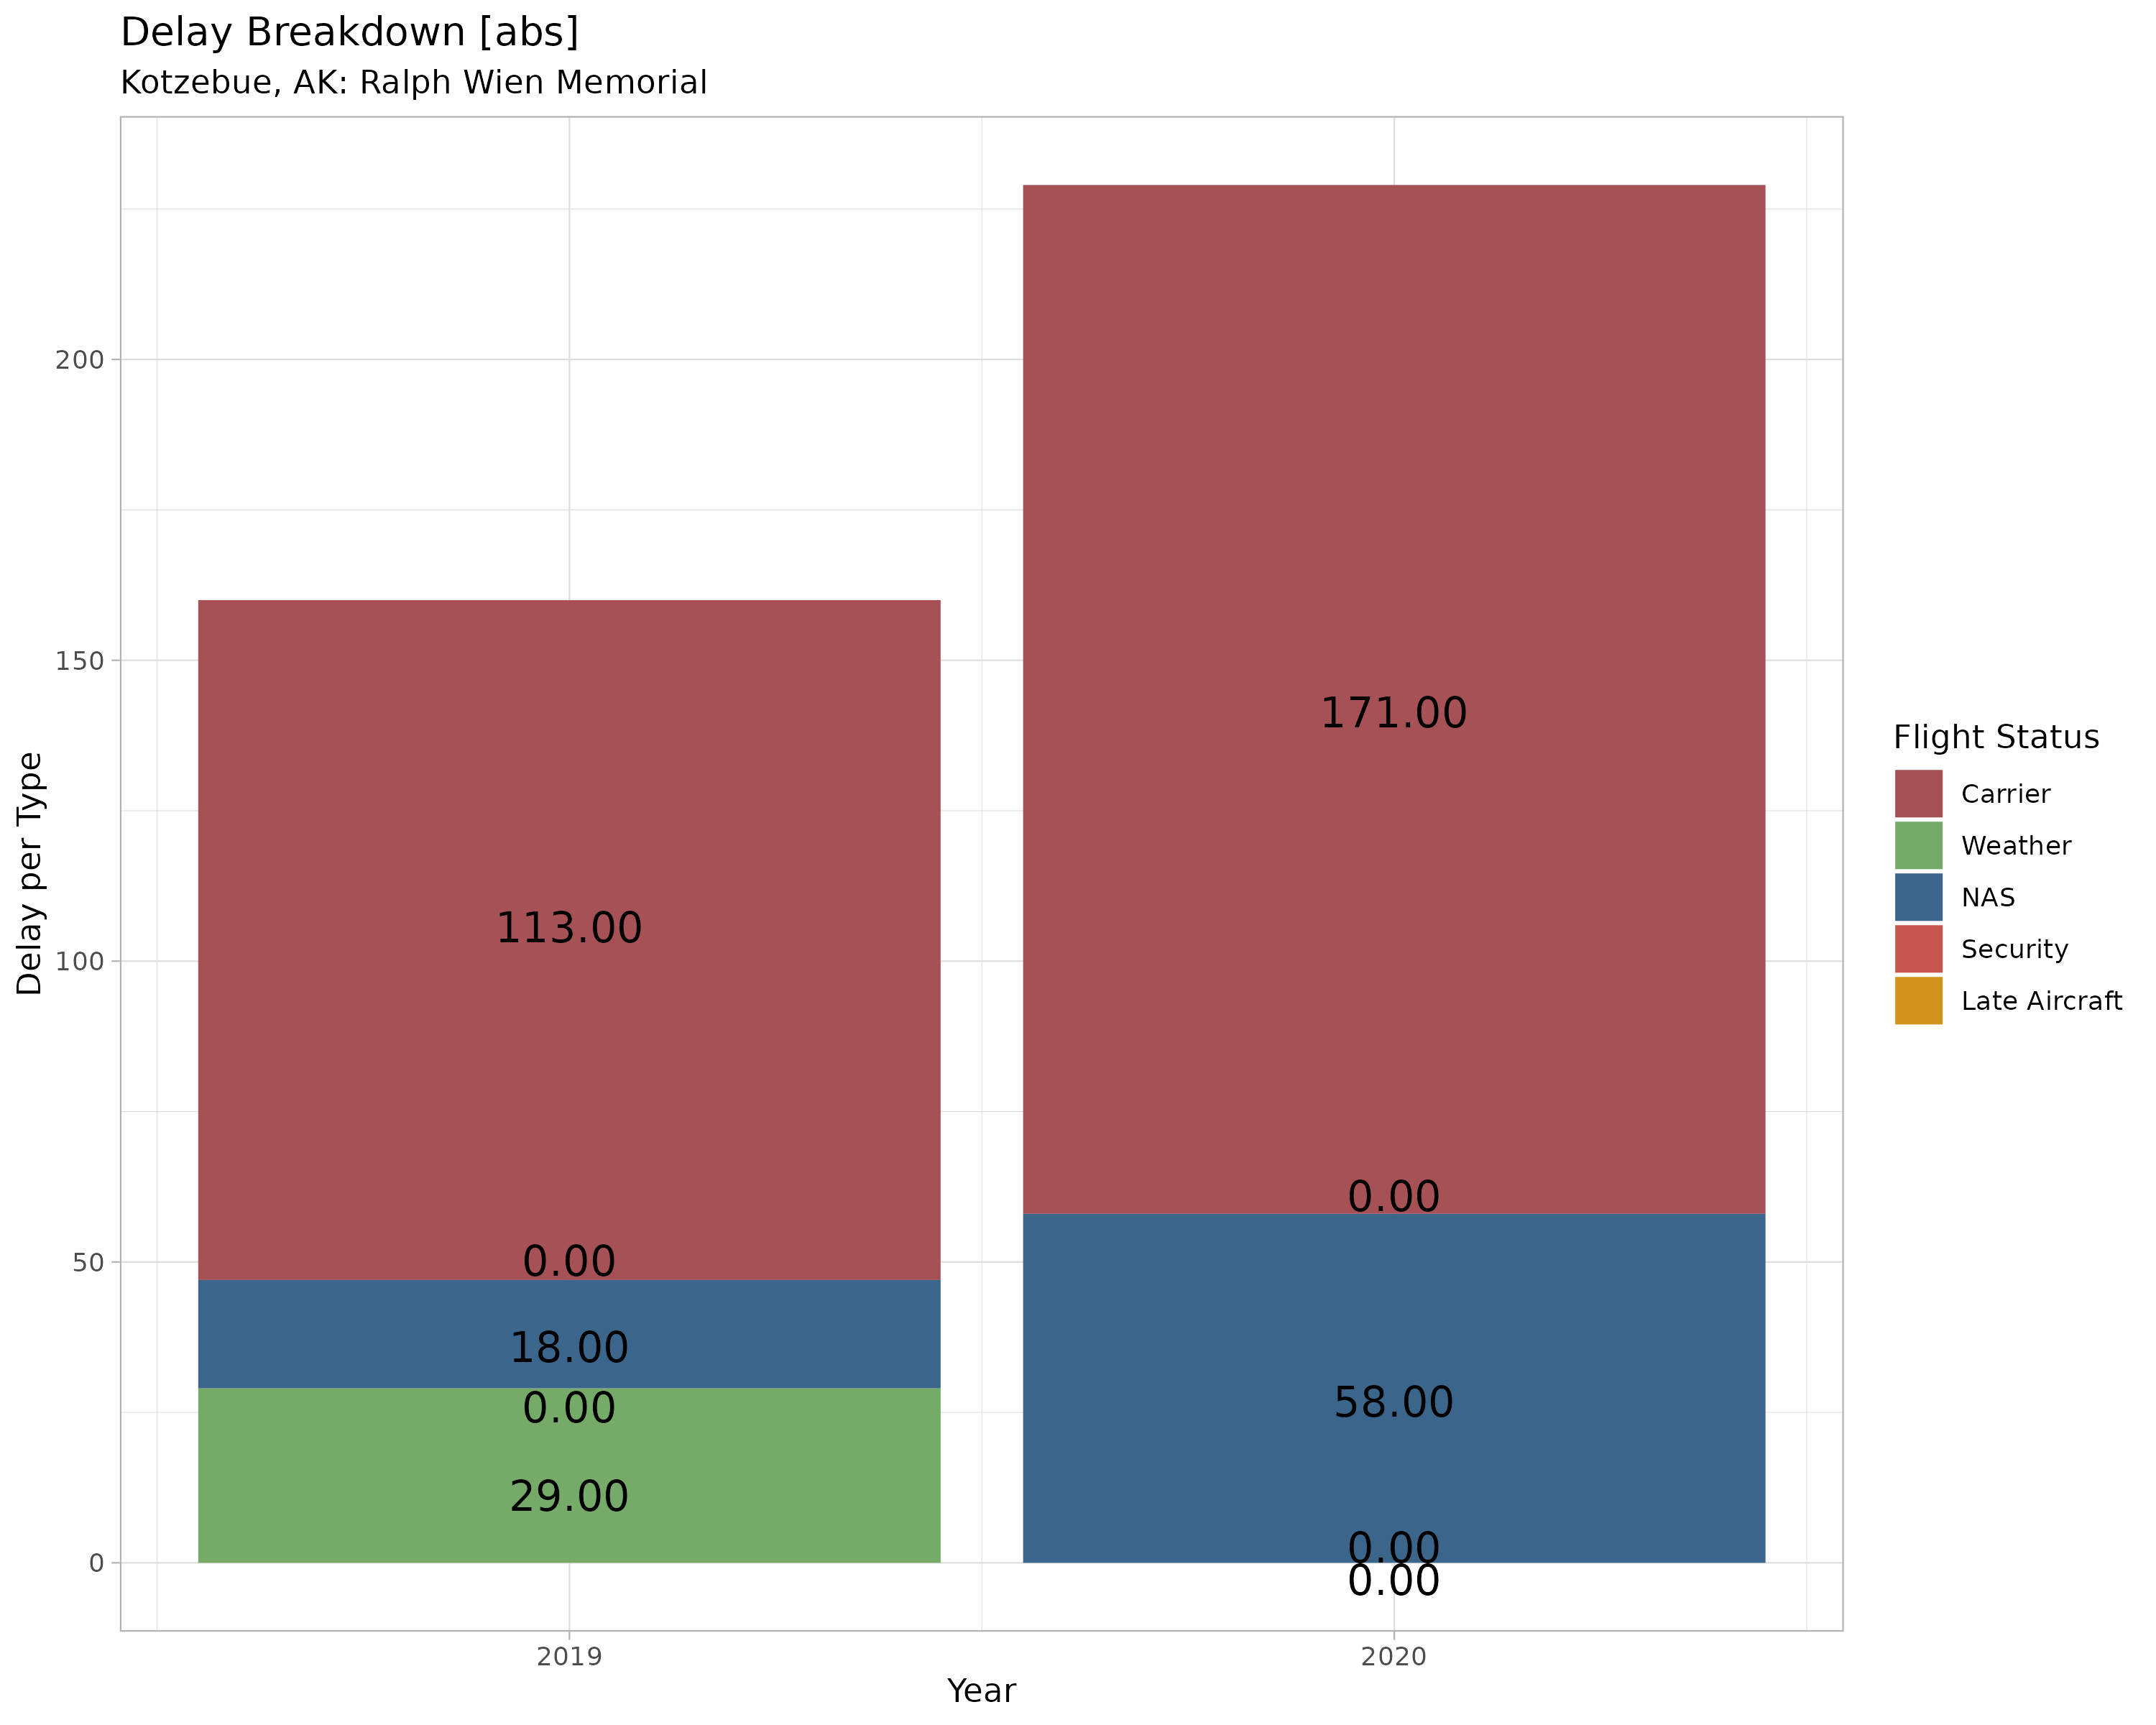 Delay Breakdown [abs]
Kotzebue, AK: Ralph Wien Memorial
Delay per Type
200
150
100
50
0
113.00
0.00
18.00
0.00
29.00
171.00
0.00
58.00
0.00
0.00
2019
2020
Year
Flight Status
Carrier
Weather
NAS
Security
Late Aircraft